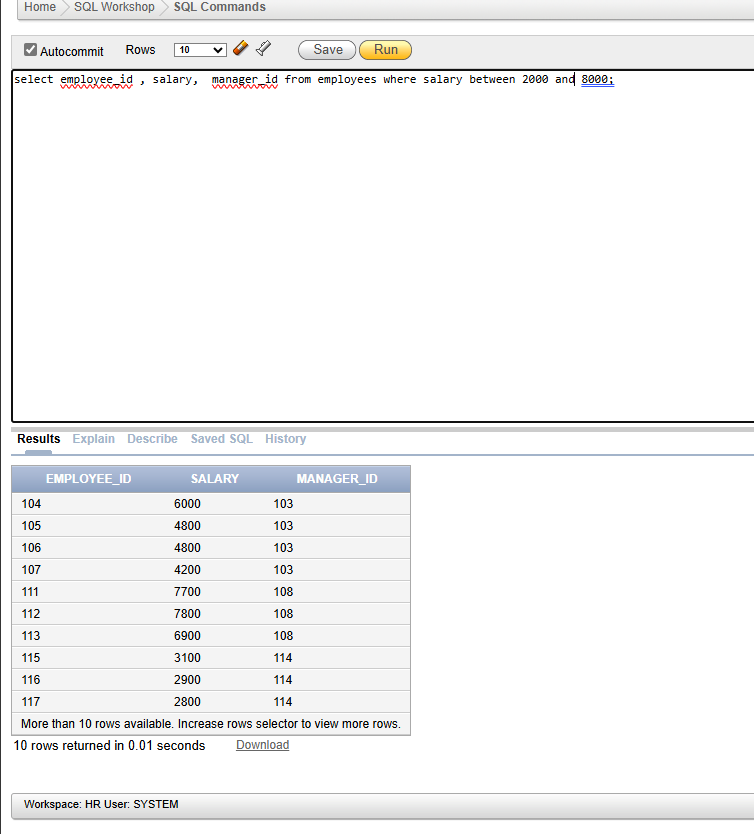 Home SQL Workshop SQL Commands
Autocommit Rows 10 Save Run
select employee_id , salary,  manager_id from employees where salary between 2000 and 8000;
Results Explain Describe Saved SQL History
EMPLOYEE_ID SALARY MANAGER_ID
104 6000 103
105 4800 103
106 4800 103
107 4200 103
111 7700 108
112 7800 108
113 6900 108
115 3100 114
116 2900 114
117 2800 114
More than 10 rows available. Increase rows selector to view more rows.
10 rows returned in 0.01 seconds Download
Workspace: HR User: SYSTEM